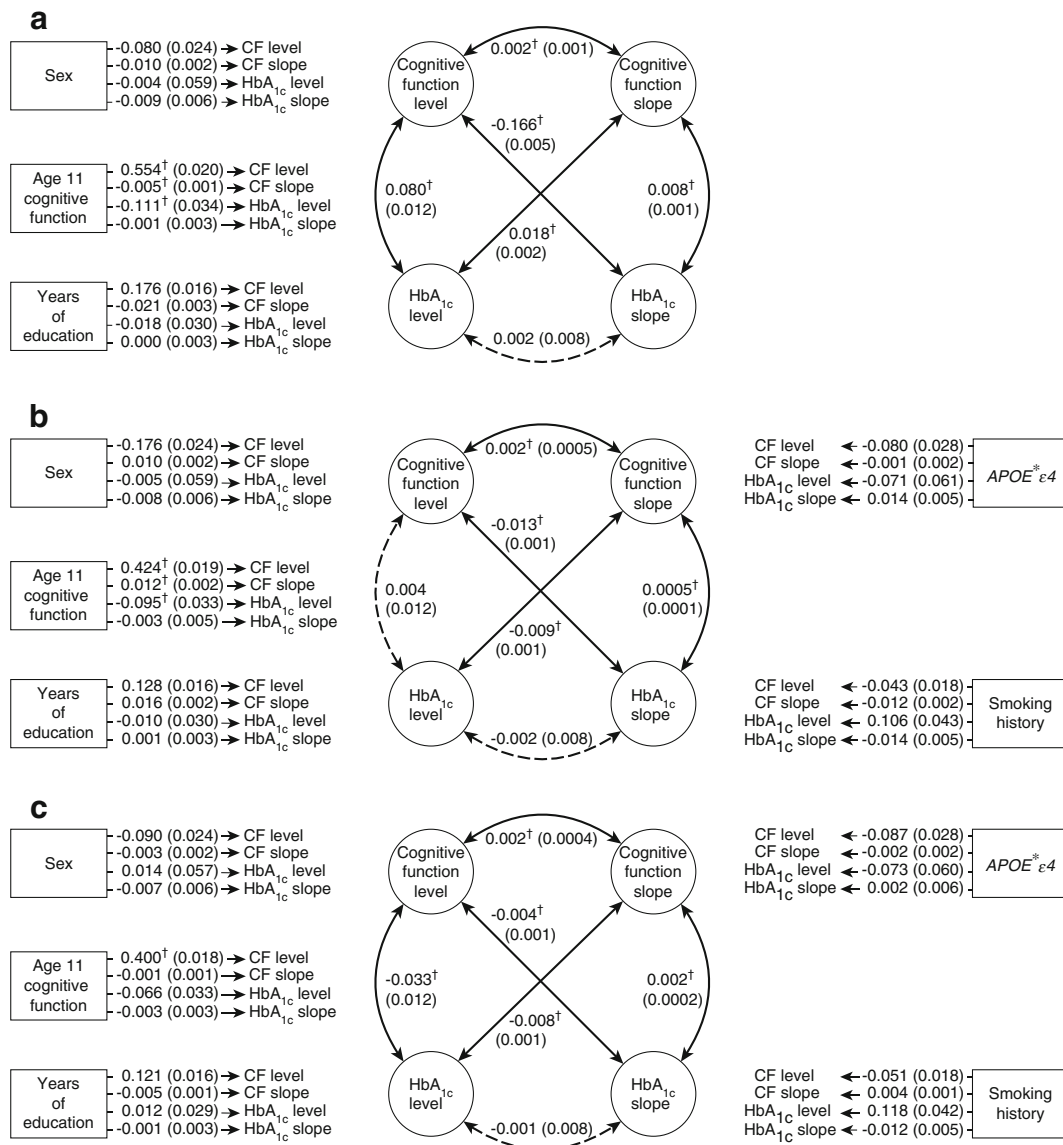 a
Sex
-0.080 (0.024) CF level
-0.010 (0.002) CF slope
-0.004 (0.059) HbA1c level
-0.009 (0.006) HbA1c slope
Age 11
cognitive
function
0.554† (0.020) CF level
-0.005† (0.001) CF slope
-0.111† (0.034) HbA1c level
-0.001 (0.003) HbA1c slope
Years
of
education
0.176 (0.016) CF level
-0.021 (0.003) CF slope
-0.018 (0.030) HbA1c level
0.000 (0.003) HbA1c slope
0.002† (0.001)
Cognitive
function
level
Cognitive
function
slope
-0.166†
(0.005)
0.080†
(0.012)
0.008†
(0.001)
0.018†
(0.002)
HbA1c
level
HbA1c
slope
0.002 (0.008)
b
Sex
-0.176 (0.024) CF level
0.010 (0.002) CF slope
-0.005 (0.059) HbA1c level
-0.008 (0.006) HbA1c slope
Age 11
cognitive
function
0.424† (0.019) CF level
0.012† (0.002) CF slope
-0.095† (0.033) HbA1c level
-0.003 (0.005) HbA1c slope
Years
of
education
0.128 (0.016) CF level
0.016 (0.002) CF slope
-0.010 (0.030) HbA1c level
0.001 (0.003) HbA1c slope
0.002† (0.0005)
Cognitive
function
level
Cognitive
function
slope
-0.013†
(0.001)
0.004
(0.012)
0.0005†
(0.0001)
-0.009†
(0.001)
HbA1c
level
HbA1c
slope
-0.002 (0.008)
CF level -0.080 (0.028)
CF slope -0.001 (0.002)
HbA1c level -0.071 (0.061)
HbA1c slope 0.014 (0.005)
APOE*ε4
CF level -0.043 (0.018)
CF slope -0.012 (0.002)
HbA1c level 0.106 (0.043)
HbA1c slope -0.014 (0.005)
Smoking
history
c
Sex
-0.090 (0.024) CF level
-0.003 (0.002) CF slope
0.014 (0.057) HbA1c level
-0.007 (0.006) HbA1c slope
Age 11
cognitive
function
0.400† (0.018) CF level
-0.001 (0.001) CF slope
-0.066 (0.033) HbA1c level
-0.003 (0.003) HbA1c slope
Years
of
education
0.121 (0.016) CF level
-0.005 (0.001) CF slope
0.012 (0.029) HbA1c level
-0.001 (0.003) HbA1c slope
0.002† (0.0004)
Cognitive
function
level
Cognitive
function
slope
-0.004†
(0.001)
-0.033†
(0.012)
0.002†
(0.0002)
-0.008†
(0.001)
HbA1c
level
HbA1c
slope
-0.001 (0.008)
CF level -0.087 (0.028)
CF slope -0.002 (0.002)
HbA1c level -0.073 (0.060)
HbA1c slope 0.002 (0.006)
APOE*ε4
CF level -0.051 (0.018)
CF slope 0.004 (0.001)
HbA1c level 0.118 (0.042)
HbA1c slope -0.012 (0.005)
Smoking
history